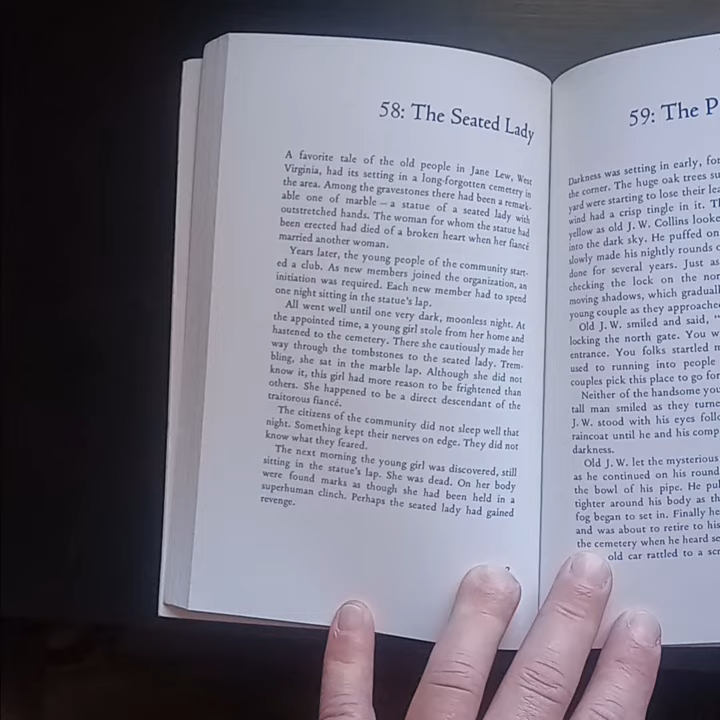 58: The Seated Lady
A favorite tale of the old people in Jane Lew, West
Virginia, had its setting in a long-forgotten cemetery in
the area. Among the gravestones there had been a remark-
able one of marble – a statue of a seated lady with
outstretched hands. The woman for whom the statue had
been erected had died of a broken heart when her fiancé
married another woman.
Years later, the young people of the community start-
ed a club. As new members joined the organization, an
initiation was required. Each new member had to spend
one night sitting in the statue's lap.
All went well until one very dark, moonless night. At
the appointed time, a young girl stole from her home and
hastened to the cemetery. There she cautiously made her
way through the tombstones to the seated lady. Trem-
bling, she sat in the marble lap. Although she did not
know it, this girl had more reason to be frightened than
others. She happened to be a direct descendant of the
traitorous fiancé.
The citizens of the community did not sleep well that
night. Something kept their nerves on edge. They did not
know what they feared.
The next morning the young girl was discovered, still
sitting in the statue's lap. She was dead. On her body
were found marks as though she had been held in a
superhuman clinch. Perhaps the seated lady had gained
revenge.
59: The P
Darkness was setting in early, for
the corner. The huge oak trees su
yard were starting to lose their lea
wind had a crisp tingle in it. Th
yellow as old J. W. Collins looke
into the dark sky. He puffed on
slowly made his nightly rounds
done for several years. Just as
checking the lock on the nor
moving shadows, which gradual
young couple as they approache
Old J. W. smiled and said, "
locking the north gate. You w
entrance. You folks startled m
used to running into people
couples pick this place to go for
Neither of the handsome you
tall man smiled as they turne
J. W. stood with his eyes foll
raincoat until he and his comp
darkness.
Old J. W. let the mysterious
as he continued on his round
the bowl of his pipe. He pul
tighter around his body as th
fog began to set in. Finally he
and was about to retire to his
the cemetery when he heard se
old car rattled to a scr